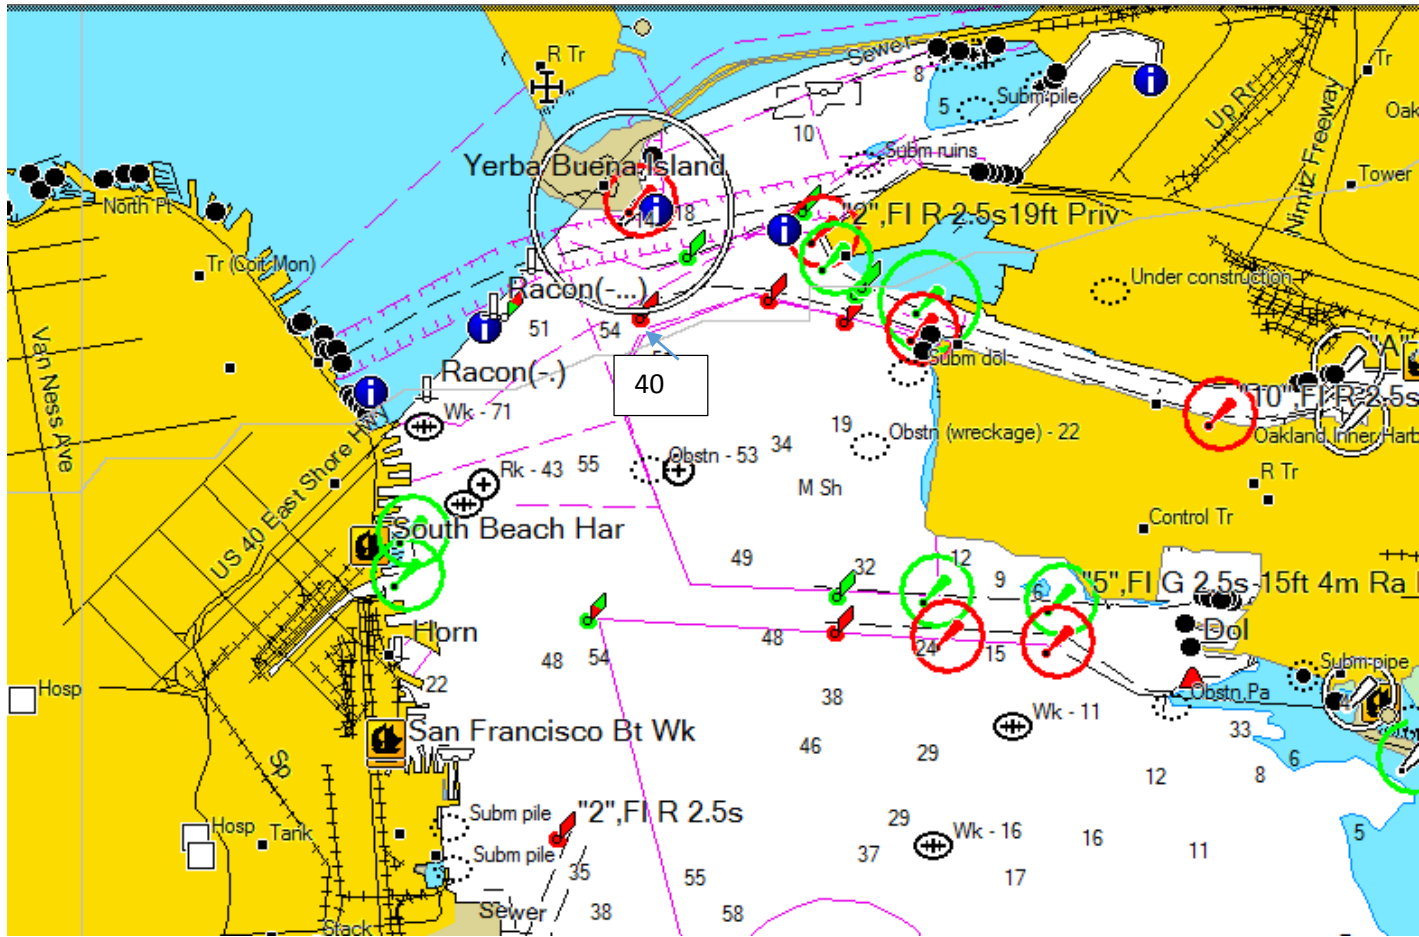 R Tr
Sewer
8
5
Subm pile
Tr
Up Rr
Oak
10
Nimitz Freeway
Subm ruins
Yerba Buena Island
Tower
North Pt
14
18
"2",Fl R 2.5s19ft Priv
Tr (Coit Mon)
Under construction
Racon(-...)
51
54
Van Ness Ave
Subm dol
"A"
Racon(-.)
40
"10",Fl R 2.5s
Wk - 71
19
Obstn (wreckage) - 22
Oakland Inner Harb
34
Obstn - 53
Rk - 43
55
R Tr
M Sh
US 40 East Shore Hwy
South Beach Har
Control Tr
49
32
12
9
6
"5",Fl G 2.5s 15ft 4m Ra
Horn
48
Dol
48
54
24
15
Subm pipe
Hosp
22
38
Obstn Pa
4
Wk - 11
San Francisco Bt Wk
33
46
29
6
Sp
12
8
Subm pile
"2",Fl R 2.5s
29
Hosp
Tank
Wk - 16
16
5
Subm pile
37
11
35
55
17
Sewer
38
58
Stack